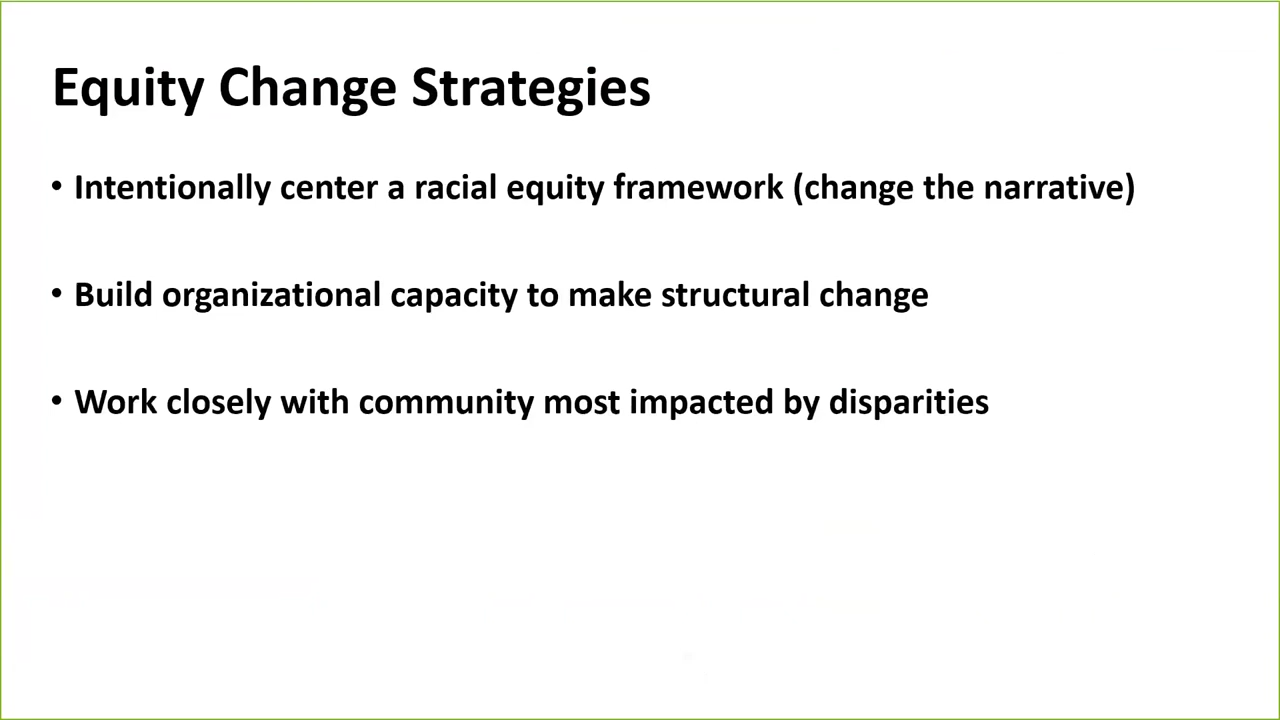 Equity Change Strategies
• Intentionally center a racial equity framework (change the narrative)
• Build organizational capacity to make structural change
• Work closely with community most impacted by disparities